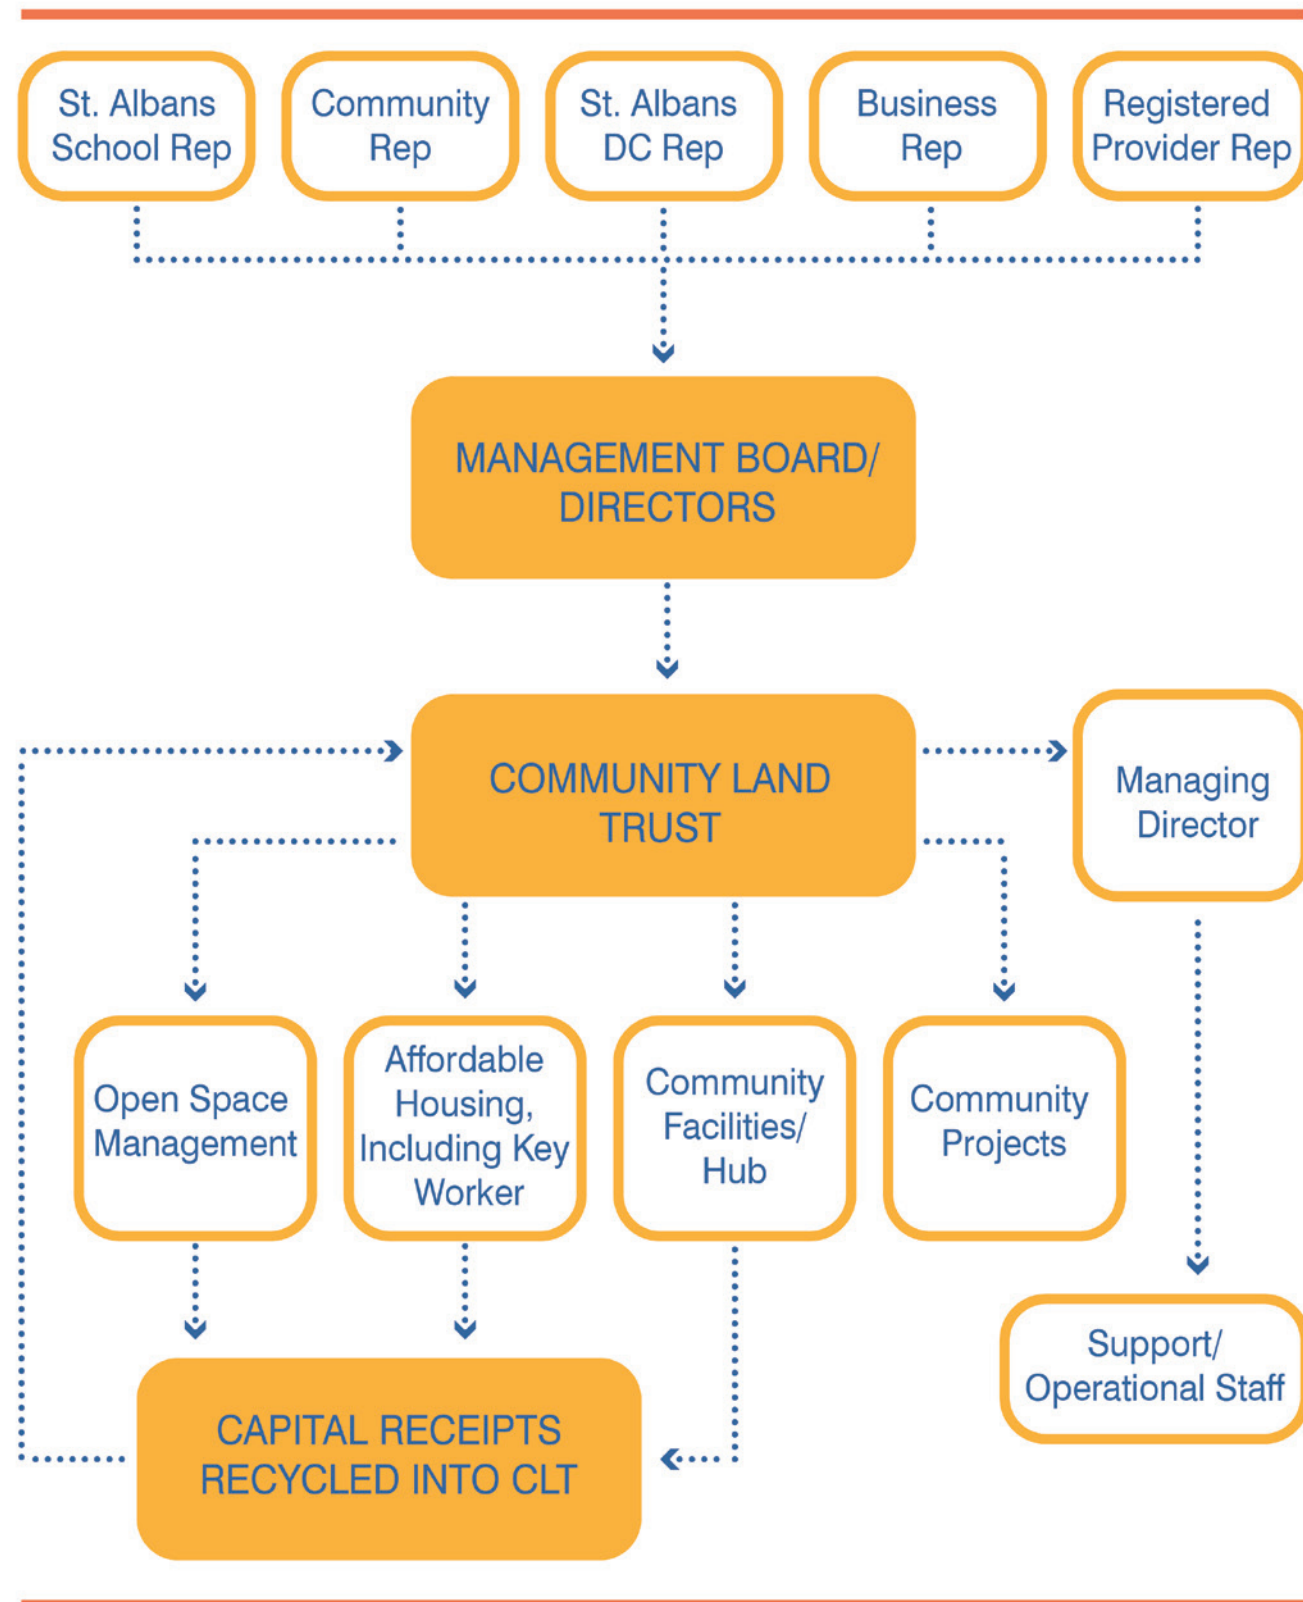 St. Albans
School Rep
Community
Rep
St. Albans
DC Rep
Business
Rep
Registered
Provider Rep
MANAGEMENT BOARD/
DIRECTORS
COMMUNITY LAND
TRUST
Managing
Director
Open Space
Management
Affordable
Housing,
Including Key
Worker
Community
Facilities/
Hub
Community
Projects
Support/
Operational Staff
CAPITAL RECEIPTS
RECYCLED INTO CLT